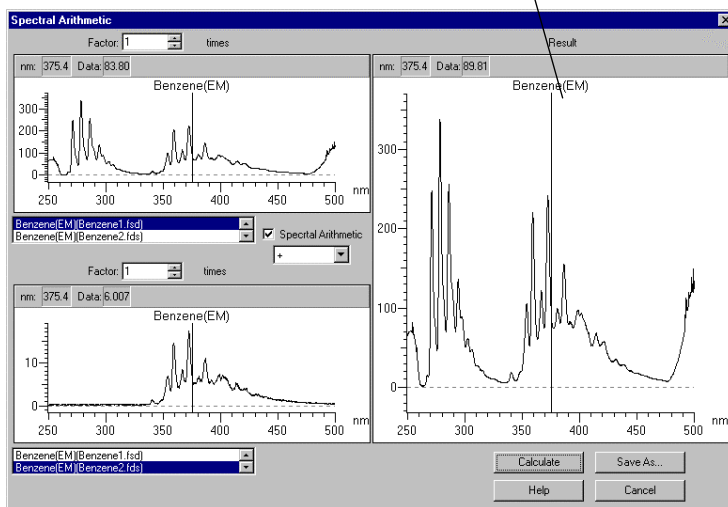 Spectral Arithmetic
Factor: 1 times
nm: 375.4 Data: 83.80
Benzene(EM)
300
200
100
0
250 300 350 400 450 500
nm
Benzene(EM)(Benzene1.fsd)
Benzene(EM)(Benzene2.fds)
Specrtal Arithmetic
+
Factor: 1 times
nm: 375.4 Data: 6.007
Benzene(EM)
10
0
250 300 350 400 450 500
nm
Benzene(EM)(Benzene1.fsd)
Benzene(EM)(Benzene2.fds)
Result
nm: 375.4 Data: 89.81
Benzene(EM)
300
200
100
0
250 300 350 400 450 500
nm
Calculate Save As...
Help Cancel